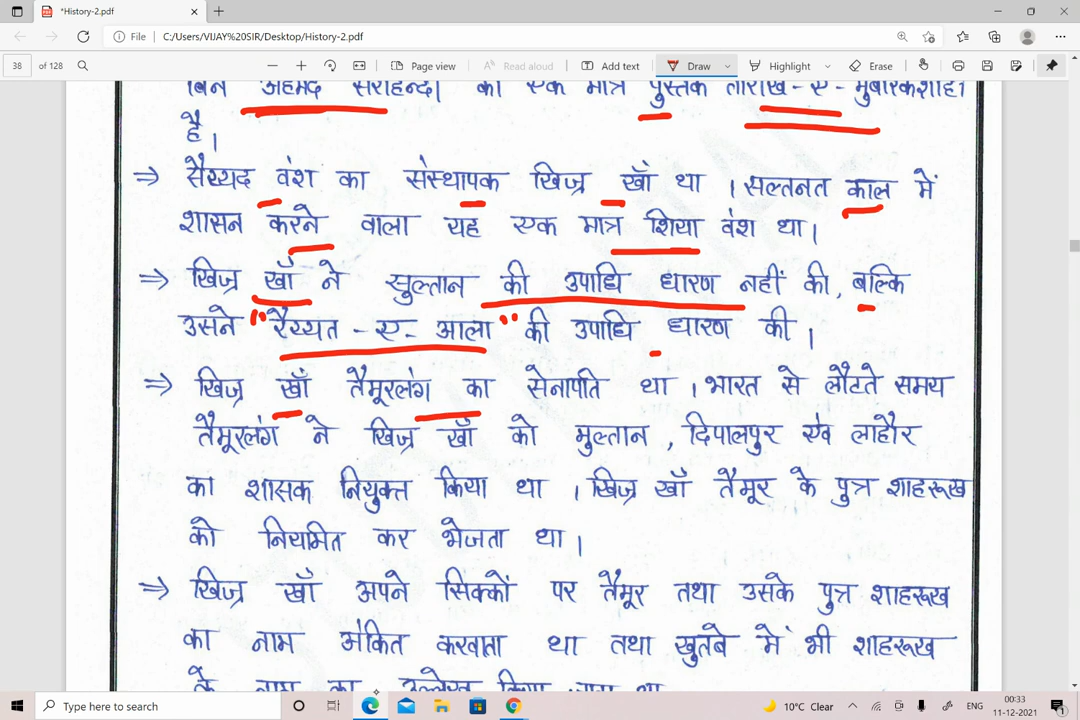 *History-2.pdf
File C:/Users/VIJAY%20SIR/Desktop/History-2.pdf
38 of 128 Page view Read aloud Add text Draw Highlight Erase
बिन अहमद सरहिन्दी की एक मात्र पुस्तक तारीख-ए-मुबारकशाही
है।
⇒ सैय्यद वंश का संस्थापक खिज्र खाँ था । सल्तनत काल में
शासन करने वाला यह एक मात्र शिया वंश था।
⇒ खिज्र खाँ ने सुल्तान की उपाधि धारण नहीं की, बल्कि
उसने "रैय्यत-ए-आला" की उपाधि धारण की ।
⇒ खिज्र खाँ तैमूरलंग का सेनापति था । भारत से लौटते समय
तैमूरलंग ने खिज्र खाँ को मुल्तान , दिपालपुर एंव लाहौर
का शासक नियुक्त किया था । खिज्र खाँ तैमूर के पुत्र शाहरूख
को नियमित कर भेजता था।
⇒ खिज्र खाँ अपने सिक्कों पर तैमूर तथा उसके पुत्र शाहरूख
का नाम अंकित करवाता था तथा खुतबे में भी शाहरूख
के नाम का उल्लेख किया जाता था
Type here to search 10°C Clear ENG 00:33
11-12-2021